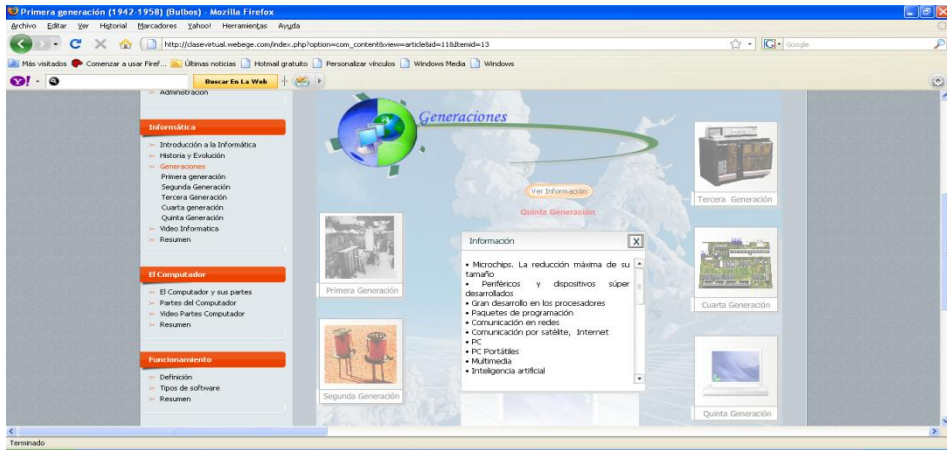 Primera generación (1942-1958) (Bulbos) - Mozilla Firefox
Archivo Editar Ver Historial Marcadores Yahoo! Herramientas Ayuda
http://clasevirtual.webege.com/index.php?option=com_content&view=article&id=11&Itemid=13
Google
Más visitados Comenzar a usar Firef... Últimas noticias Hotmail gratuito Personalizar vínculos Windows Media Windows
Y! Buscar En La Web
Administración
Informática
Introducción a la Informática
Historia y Evolución
Generaciones
Primera generación
Segunda Generación
Tercera Generación
Cuarta generación
Quinta Generación
Video Informatica
Resumen
El Computador
El Computador y sus partes
Partes del Computador
Video Partes Computador
Resumen
Funcionamiento
Definición
Tipos de software
Resumen
Generaciones
Ver Información
Quinta Generación
Primera Generación
Segunda Generación
Información X
• Microchips. La reducción máxima de su
tamaño
• Periféricos y dispositivos súper
desarrollados
• Gran desarrollo en los procesadores
• Paquetes de programación
• Comunicación en redes
• Comunicación por satélite, Internet
• PC
• PC Portátiles
• Multimedia
• Inteligencia artificial
Tercera Generación
Cuarta Generación
Quinta Generación
Terminado